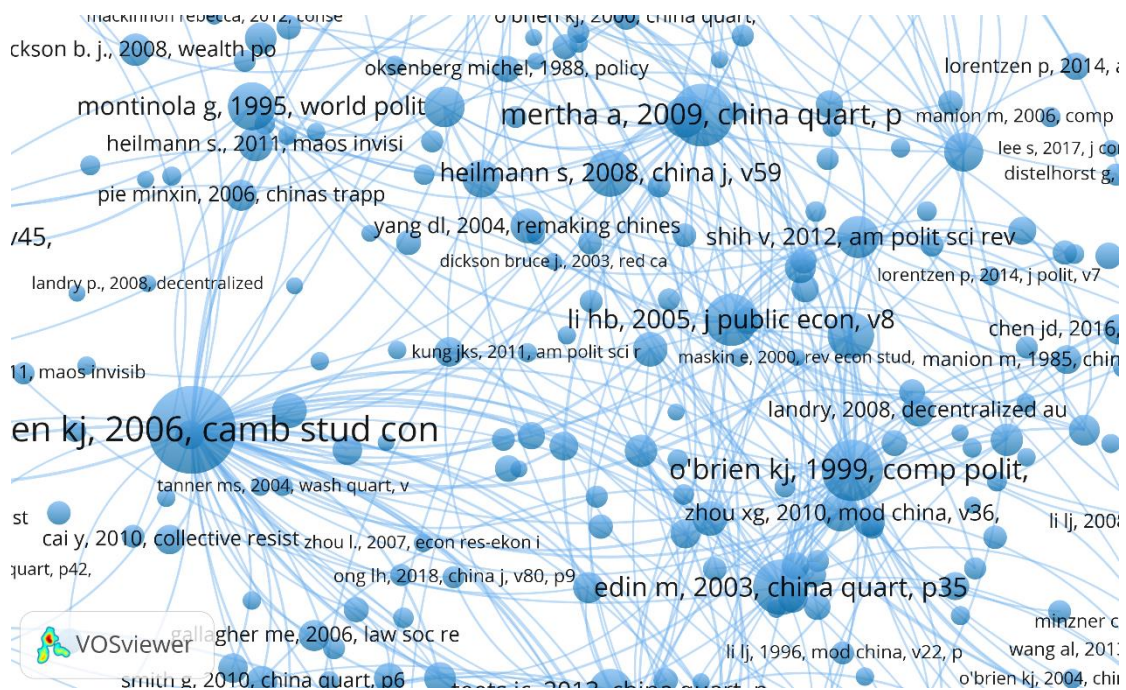 mackinnon rebecca, 2012, conse
o'brien kj, 2000, china quart,
ckson b. j., 2008, wealth po
oksenberg michel, 1988, policy
lorentzen p, 2014, a
montinola g, 1995, world polit
mertha a, 2009, china quart, p
manion m, 2006, comp
heilmann s., 2011, maos invisi
lee s, 2017, j co
heilmann s, 2008, china j, v59
distelhorst g,
pie minxin, 2006, chinas trapp
yang dl, 2004, remaking chines
shih v, 2012, am polit sci rev
v45,
dickson bruce j., 2003, red ca
landry p., 2008, decentralized
lorentzen p, 2014, j polit, v7
li hb, 2005, j public econ, v8
chen jd, 2016,
kung jks, 2011, am polit sci r
maskin e, 2000, rev econ stud,
manion m, 1985, chin
11, maos invisib
landry, 2008, decentralized au
en kj, 2006, camb stud con
o'brien kj, 1999, comp polit,
tanner ms, 2004, wash quart, v
zhou xg, 2010, mod china, v36,
st
li lj, 2008
cai y, 2010, collective resist
zhou l., 2007, econ res-ekon i
quart, p42,
ong lh, 2018, china j, v80, p9
edin m, 2003, china quart, p35
minzner c
VOSviewer
gallagher me, 2006, law soc re
li lj, 1996, mod china, v22, p
wang al, 2013
smith g, 2010, china quart, p6
teets jc, 2013, china quart, p
o'brien kj, 2004, chin